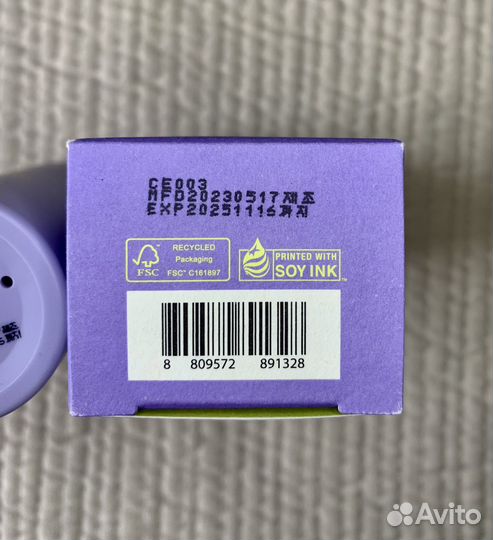 CE003
MFD20230517제조
EXP20251116까지
FSC
RECYCLED
Packaging
FSC® C161897
PRINTED WITH
SOY INK™
8 809572 891328
Avito